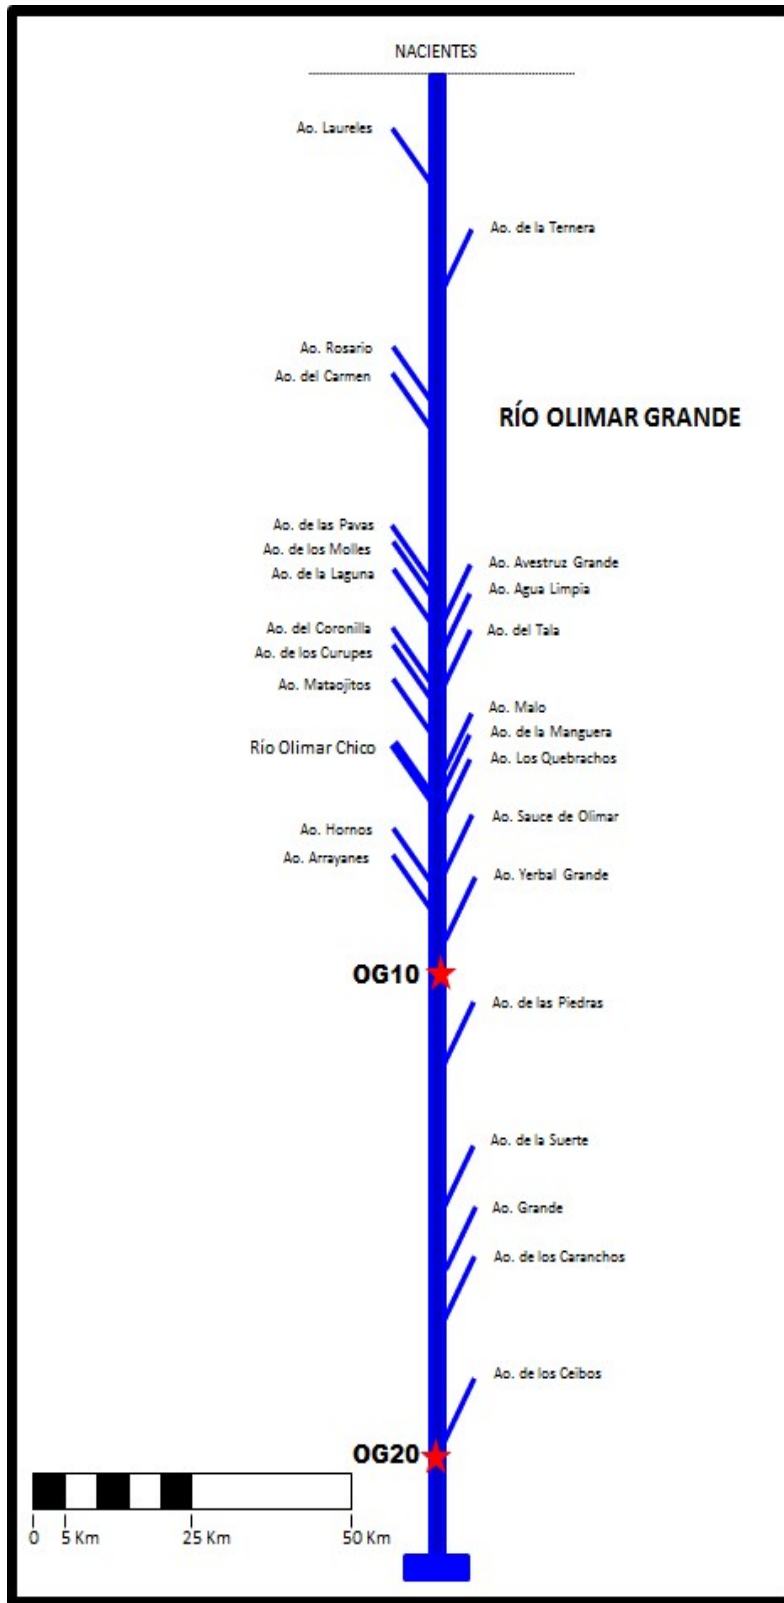 NACIENTES
Ao. Laureles
Ao. de la Ternera
Ao. Rosario
Ao. del Carmen
RÍO OLIMAR GRANDE
Ao. de las Pavas
Ao. de los Molles
Ao. de la Laguna
Ao. Avestruz Grande
Ao. Agua Limpia
Ao. del Tala
Ao. del Coronilla
Ao. de los Curupes
Ao. Mataojitos
Ao. Malo
Ao. de la Manguera
Ao. Los Quebrachos
Río Olimar Chico
Ao. Sauce de Olimar
Ao. Hornos
Ao. Arrayanes
Ao. Yerbal Grande
OG10
Ao. de las Piedras
Ao. de la Suerte
Ao. Grande
Ao. de los Caranchos
Ao. de los Ceibos
OG20
0 5 Km 25 Km 50 Km